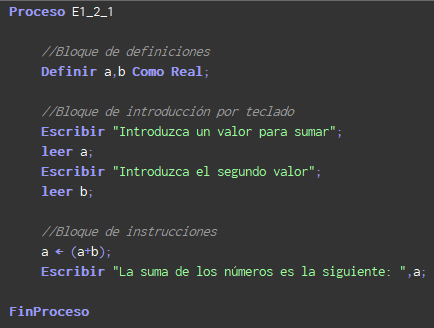 Proceso E1_2_1
//Bloque de definiciones
Definir a,b Como Real;
//Bloque de introducción por teclado
Escribir "Introduzca un valor para sumar";
leer a;
Escribir "Introduzca el segundo valor";
leer b;
//Bloque de instrucciones
a ← (a+b);
Escribir "La suma de los números es la siguiente: ",a;
FinProceso